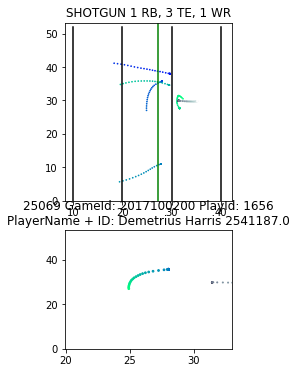 SHOTGUN 1 RB, 3 TE, 1 WR
50
40
30
20
10
0
10 20 30 40
25069 GameId: 2017100200 PlayId: 1656
PlayerName + ID: Demetrius Harris 2541187.0
40
20
0
20 25 30